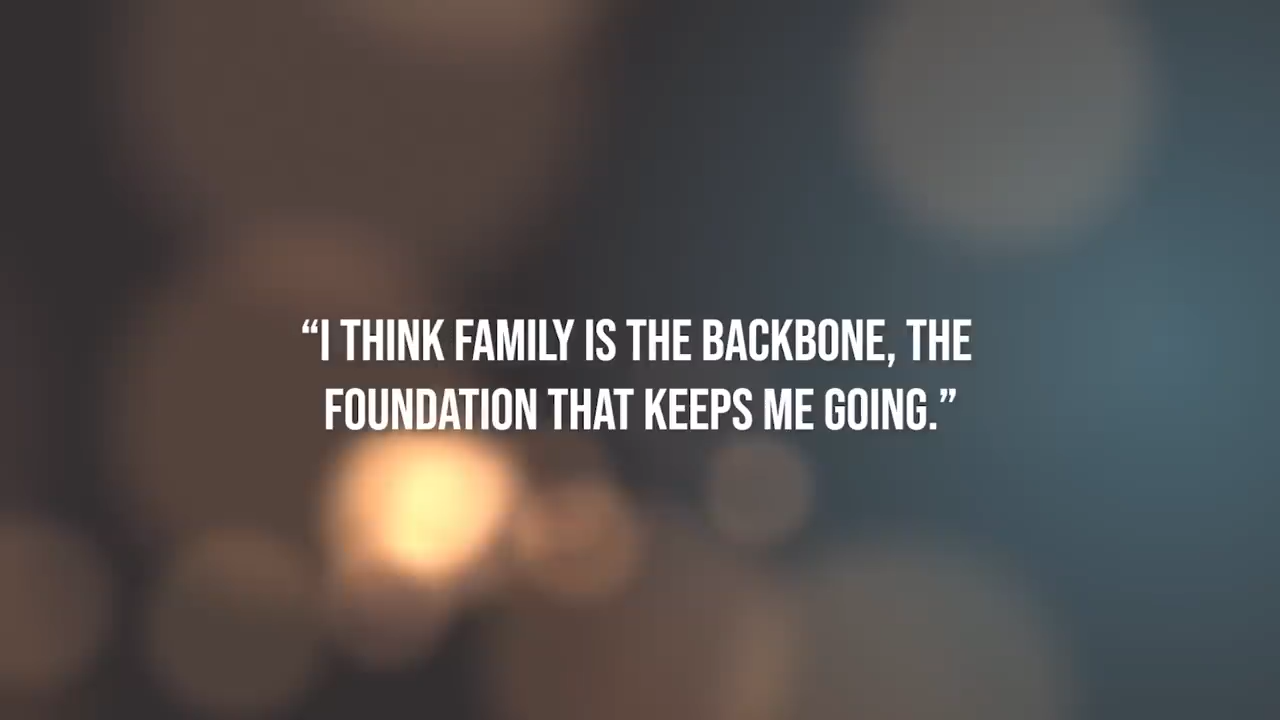 “I THINK FAMILY IS THE BACKBONE, THE
FOUNDATION THAT KEEPS ME GOING.”